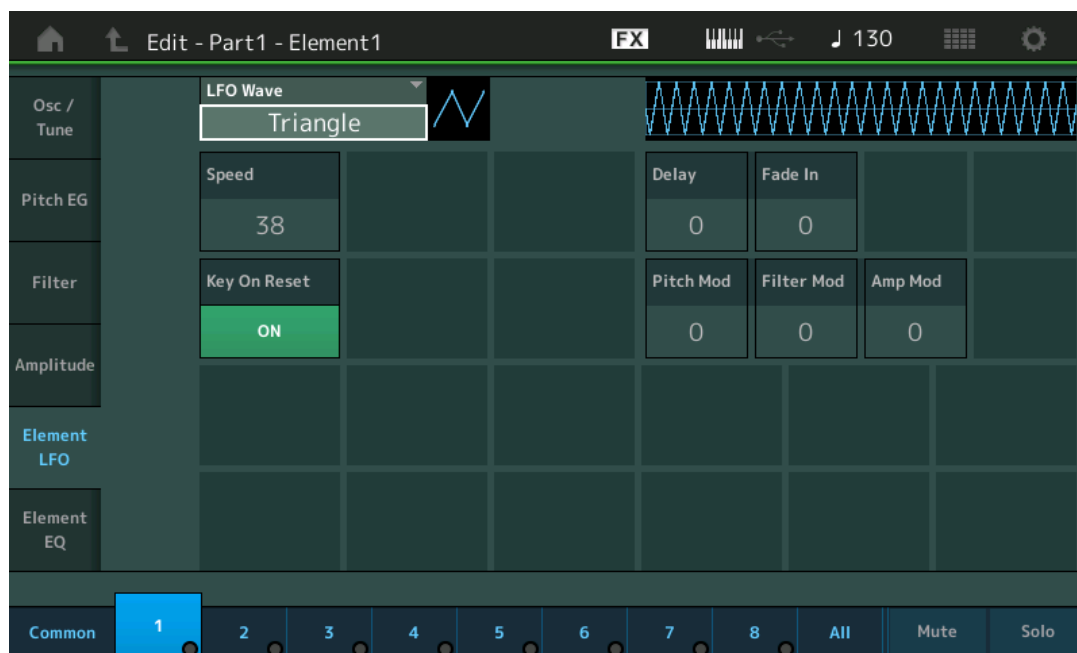 Edit - Part1 - Element1
FX
♩ 130
Osc /
Tune
Pitch EG
Filter
Amplitude
Element
LFO
Element
EQ
LFO Wave
Triangle
Speed
38
Delay
0
Fade In
0
Key On Reset
ON
Pitch Mod
0
Filter Mod
0
Amp Mod
0
Common
1
2
3
4
5
6
7
8
All
Mute
Solo